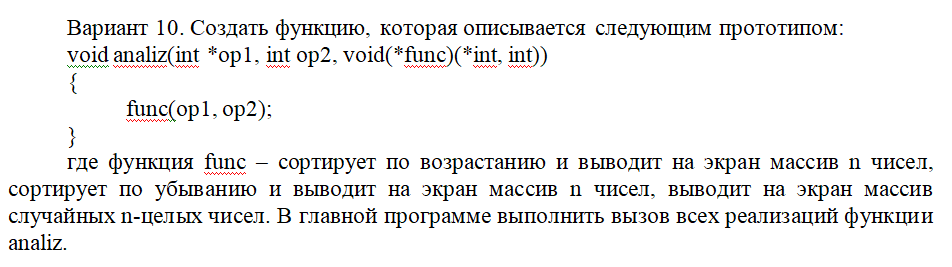 Вариант 10. Создать функцию, которая описывается следующим прототипом:
void analiz(int *op1, int op2, void(*func)(*int, int))
{
func(op1, op2);
}
где функция func – сортирует по возрастанию и выводит на экран массив n чисел,
сортирует по убыванию и выводит на экран массив n чисел, выводит на экран массив
случайных n-целых чисел. В главной программе выполнить вызов всех реализаций функции
analiz.